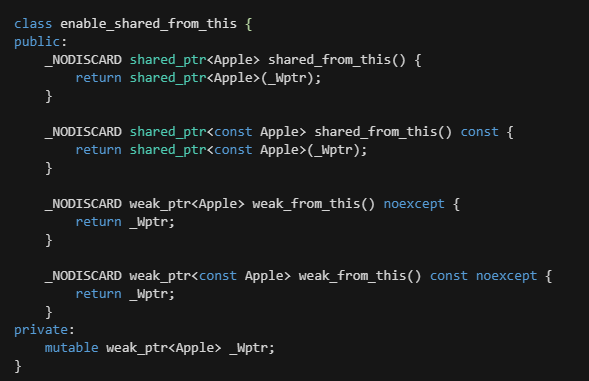 class enable_shared_from_this {
public:
    _NODISCARD shared_ptr<Apple> shared_from_this() {
        return shared_ptr<Apple>(_Wptr);
    }

    _NODISCARD shared_ptr<const Apple> shared_from_this() const {
        return shared_ptr<const Apple>(_Wptr);
    }

    _NODISCARD weak_ptr<Apple> weak_from_this() noexcept {
        return _Wptr;
    }

    _NODISCARD weak_ptr<const Apple> weak_from_this() const noexcept {
        return _Wptr;
    }
private:
    mutable weak_ptr<Apple> _Wptr;
}